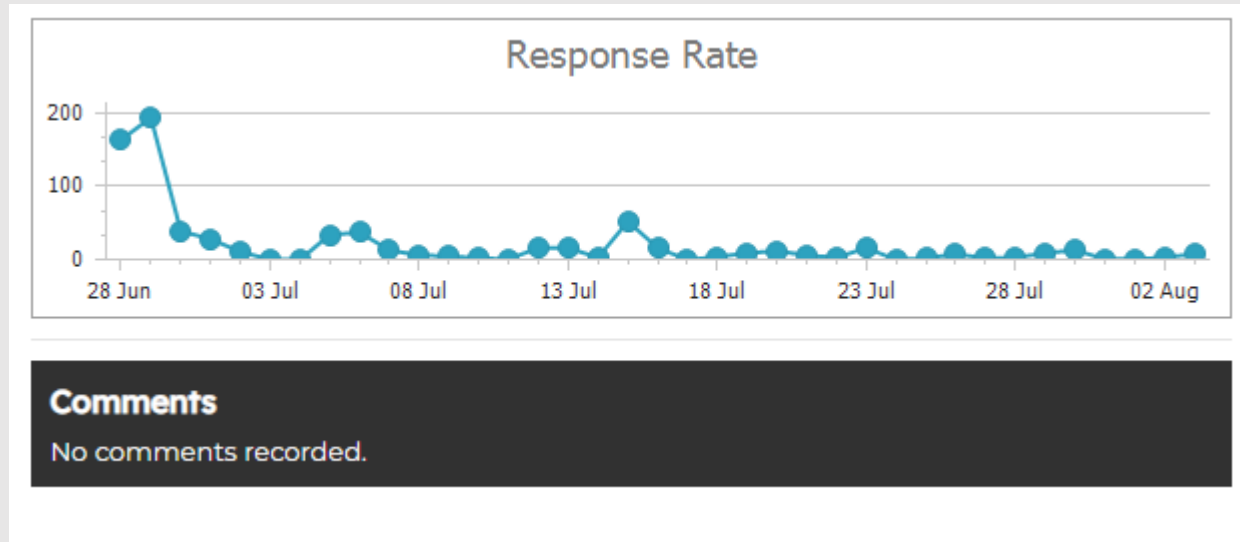 Response Rate
200
100
0
28 Jun 03 Jul 08 Jul 13 Jul 18 Jul 23 Jul 28 Jul 02 Aug
Comments
No comments recorded.